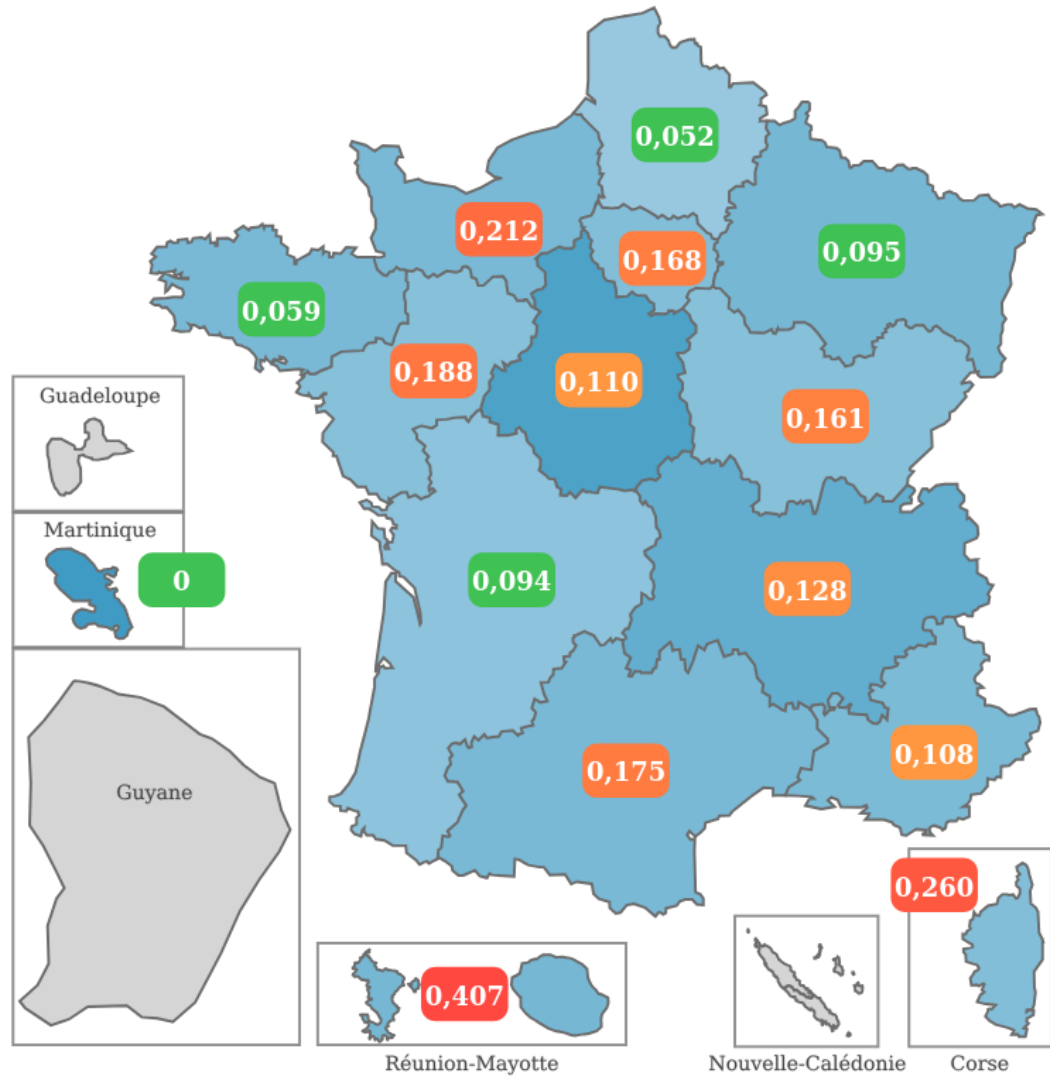 0,052
0,212
0,168
0,095
0,059
0,188
0,110
0,161
Guadeloupe
Martinique
0
0,094
0,128
Guyane
0,175
0,108
0,260
0,407
Réunion-Mayotte
Nouvelle-Calédonie
Corse